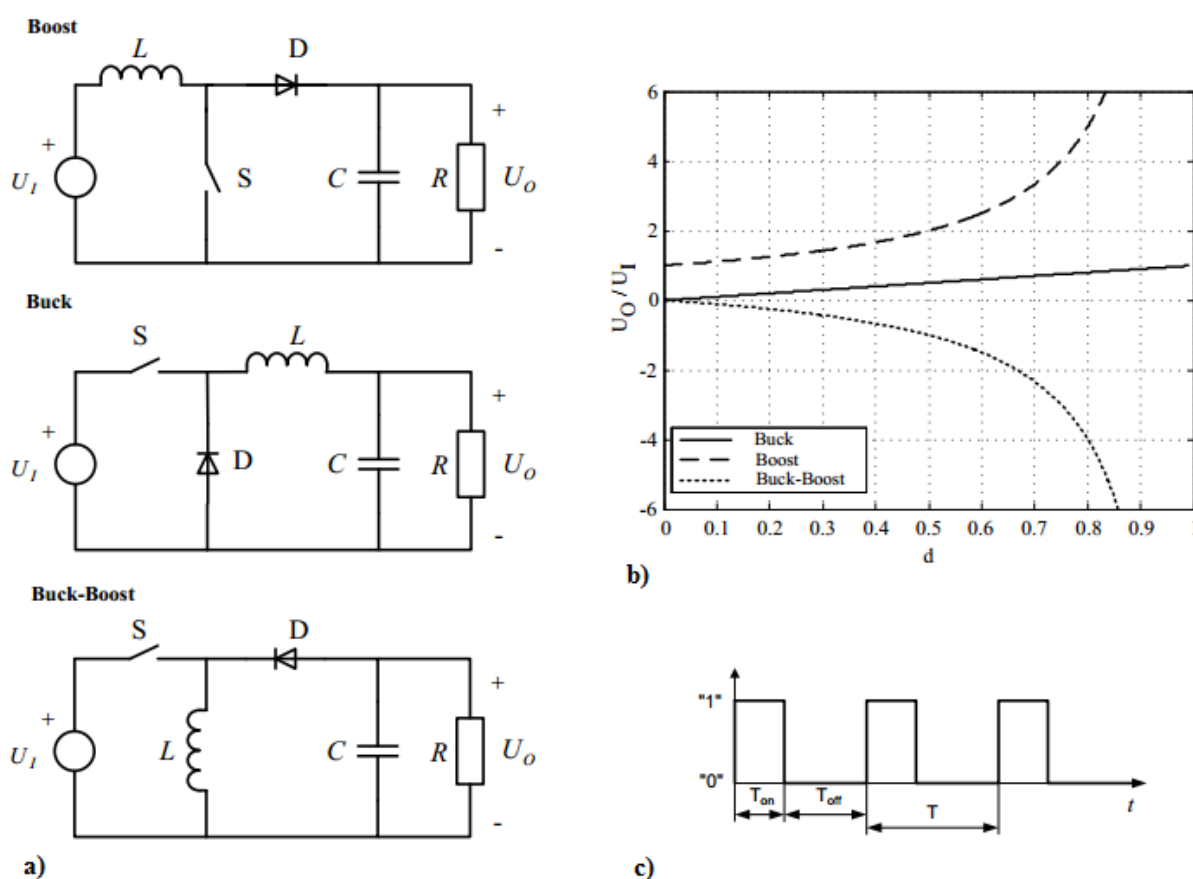 Boost
L
D
+
U_I
S
C
R
+
U_O
-
Buck
S
L
+
U_I
D
C
R
+
U_O
-
Buck-Boost
S
D
+
U_I
L
C
R
+
U_O
-
a)
6
4
2
0
-2
-4
-6
U_O / U_I
Buck
Boost
Buck-Boost
0 0.1 0.2 0.3 0.4 0.5 0.6 0.7 0.8 0.9 1
d
b)
"1"
"0"
T_on
T_off
T
t
c)